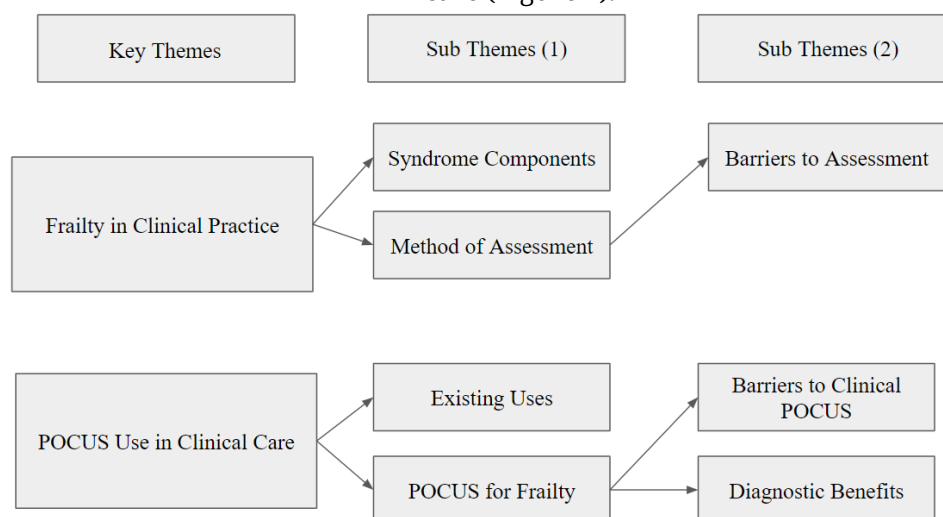 Key Themes
Sub Themes (1)
Sub Themes (2)
Frailty in Clinical Practice
Syndrome Components
Method of Assessment
Barriers to Assessment
POCUS Use in Clinical Care
Existing Uses
POCUS for Frailty
Barriers to Clinical
POCUS
Diagnostic Benefits